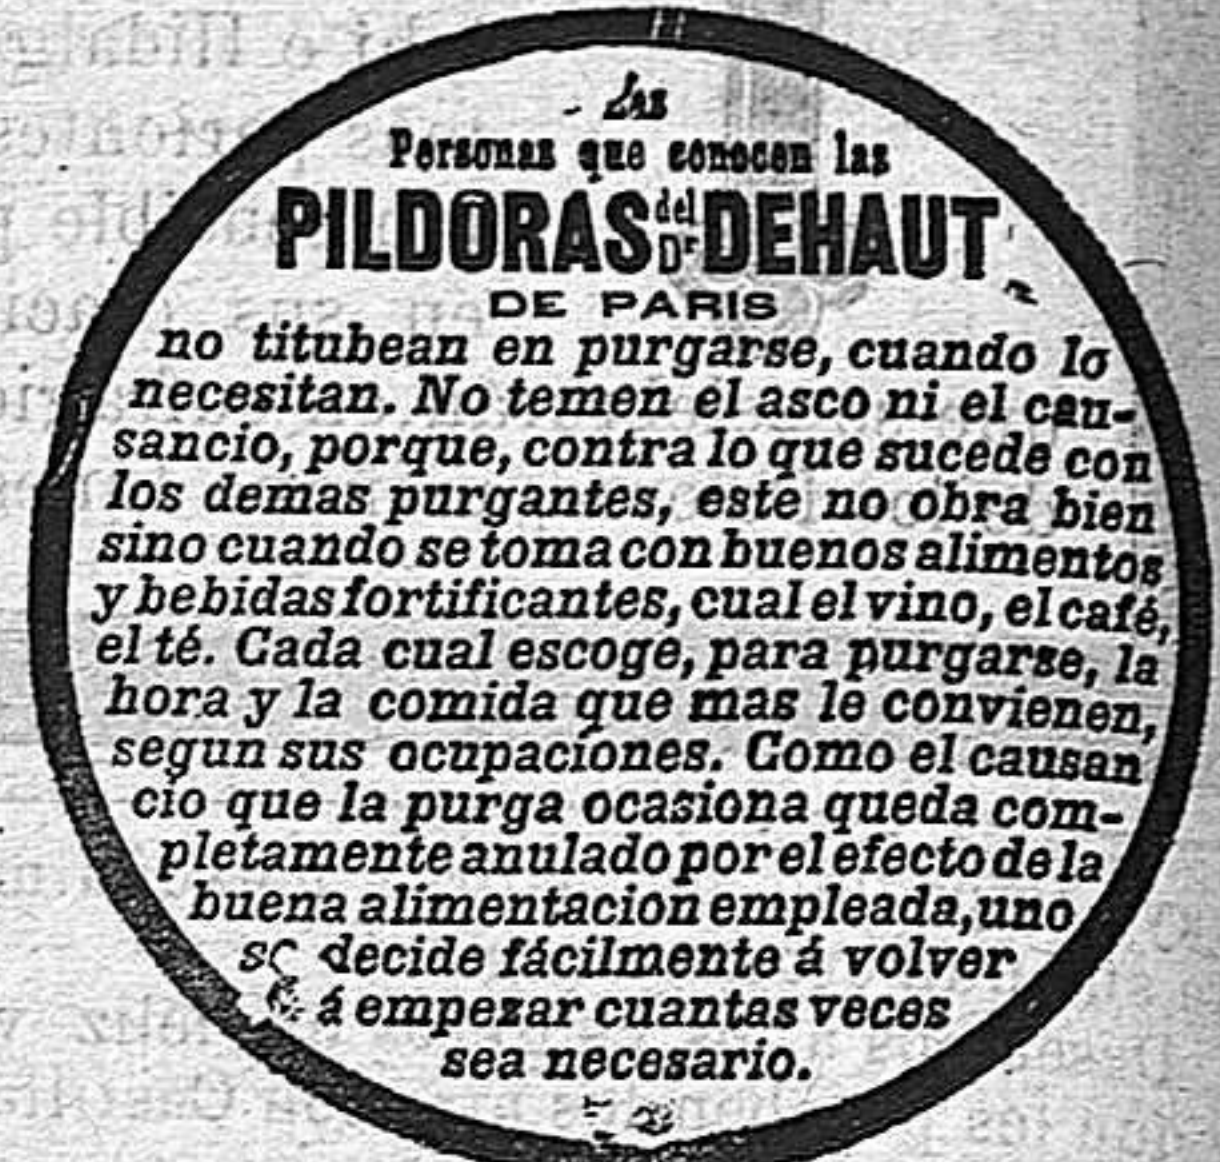 Las
Personas que conocen las
PILDORAS del Dr DEHAUT
DE PARIS
no titubean en purgarse, cuando lo
necesitan. No temen el asco ni el cau-
sancio, porque, contra lo que sucede con
los demas purgantes, este no obra bien
sino cuando se toma con buenos alimentos
y bebidas fortificantes, cual el vino, el café,
el té. Cada cual escoge, para purgarse, la
hora y la comida que mas le convienen,
segun sus ocupaciones. Como el causan
cio que la purga ocasiona queda com-
pletamente anulado por el efecto de la
buena alimentacion empleada, uno
se decide fácilmente á volver
á empezar cuantas veces
sea necesario.